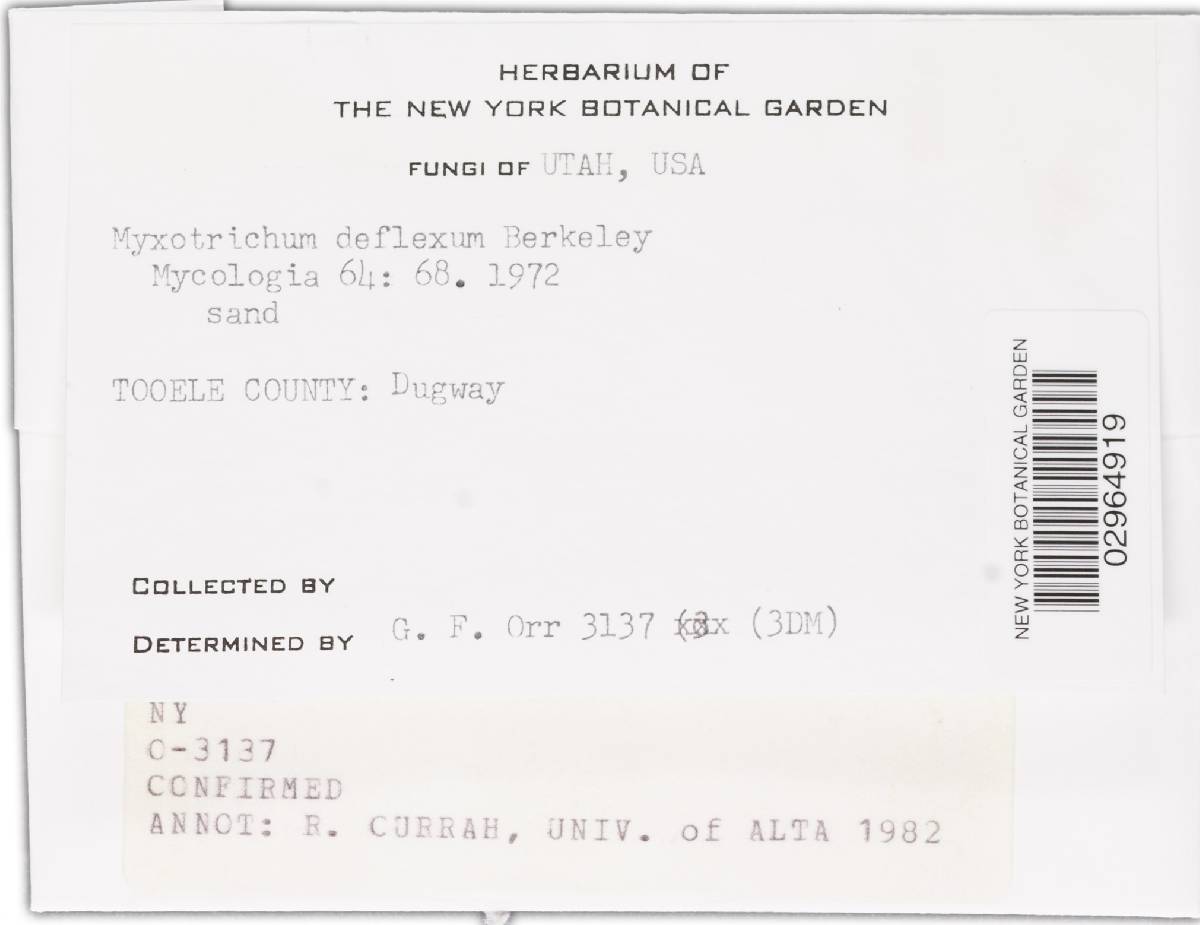 HERBARIUM OF
THE NEW YORK BOTANICAL GARDEN
FUNGI OF UTAH, USA
Myxotrichum deflexum Berkeley
Mycologia 64: 68. 1972
sand
TOOELE COUNTY: Dugway
COLLECTED BY
DETERMINED BY G. F. Orr 3137 (3DM)
NEW YORK BOTANICAL GARDEN
02964919
NY
O-3137
CONFIRMED
ANNOT: R. CURRAH, UNIV. of ALTA 1982